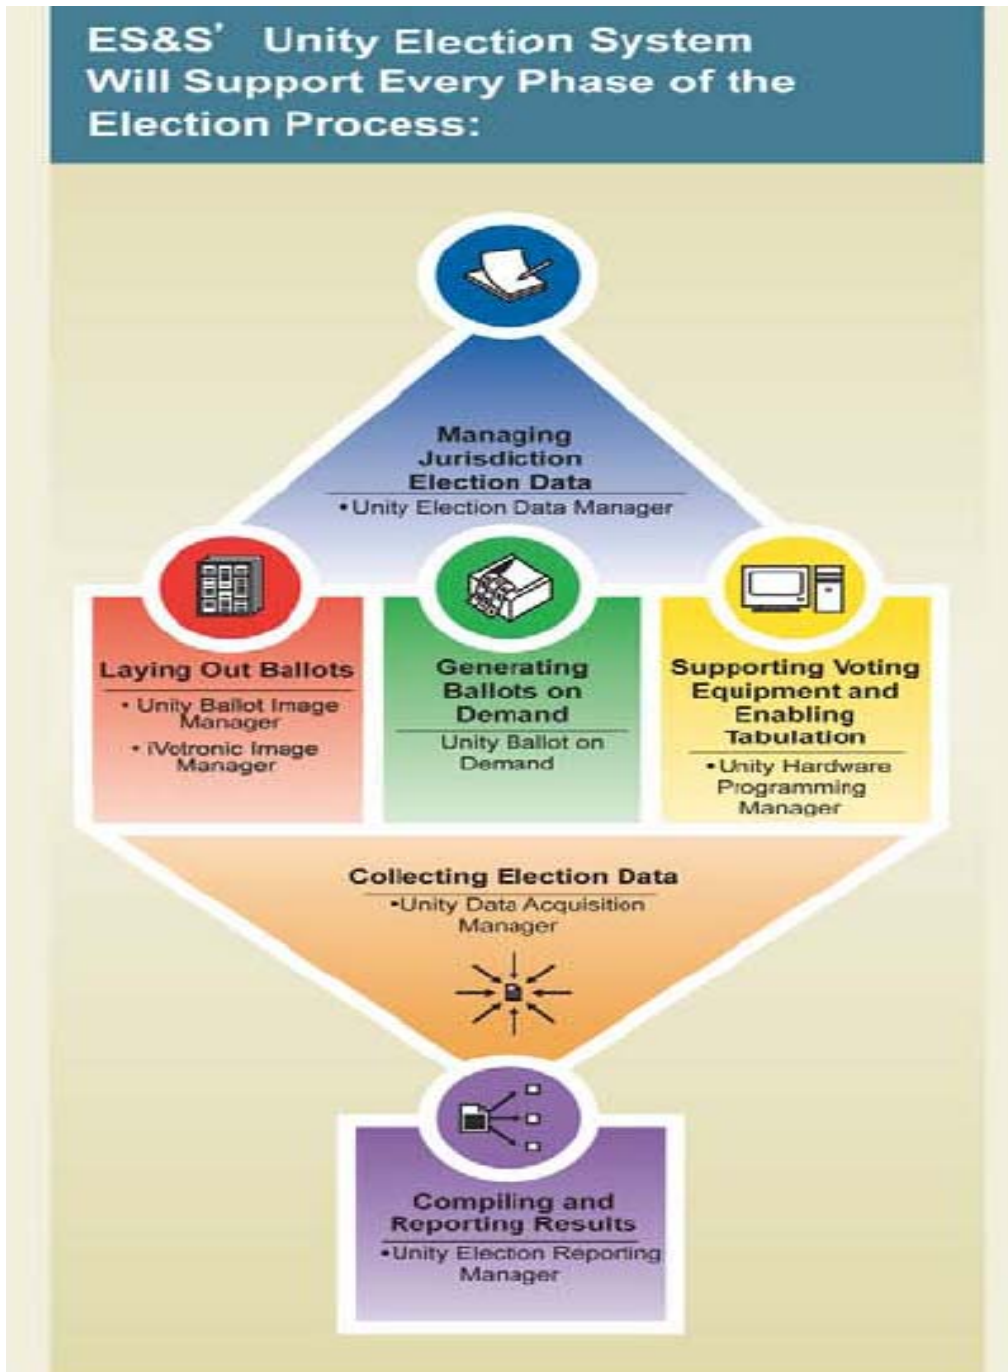 ES&S' Unity Election System
Will Support Every Phase of the
Election Process:
Managing
Jurisdiction
Election Data
•Unity Election Data Manager
Laying Out Ballots
• Unity Ballot Image
Manager
• iVotronic Image
Manager
Generating
Ballots on
Demand
Unity Ballot on
Demand
Supporting Voting
Equipment and
Enabling
Tabulation
•Unity Hardware
Programming
Manager
Collecting Election Data
•Unity Data Acquisition
Manager
Compiling and
Reporting Results
•Unity Election Reporting
Manager